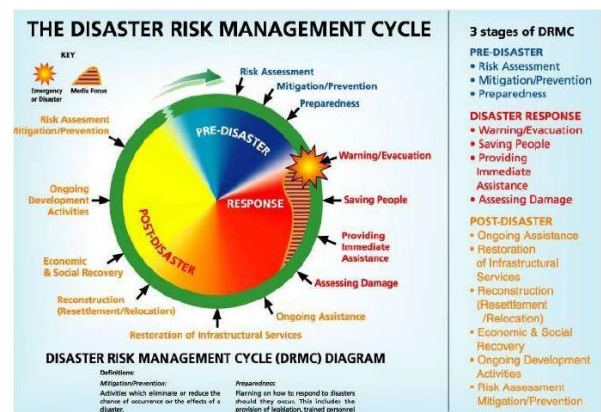 THE DISASTER RISK MANAGEMENT CYCLE
KEY
Emergency
or Disaster
Media Focus
Risk Assessment
Mitigation/Prevention
Preparedness
Warning/Evacuation
Saving People
Providing
Immediate
Assistance
Assessing Damage
Ongoing Assistance
Restoration of Infrastructural Services
Reconstruction
(Resettlement/Relocation)
Economic
& Social Recovery
Ongoing
Development
Activities
Risk Assesment
Mitigation/Prevention
PRE-DISASTER
RESPONSE
POST-DISASTER
DISASTER RISK MANAGEMENT CYCLE (DRMC) DIAGRAM
Definitions:
Mitigation/Prevention:
Activities which eliminate or reduce the
chance of occurrence or the effects of a
disaster.
Preparedness:
Planning on how to respond to disasters
should they occur. This includes the
provision of legislation, trained personnel
3 stages of DRMC
PRE-DISASTER
• Risk Assessment
• Mitigation/Prevention
• Preparedness
DISASTER RESPONSE
• Warning/Evacuation
• Saving People
• Providing
Immediate
Assistance
• Assessing Damage
POST-DISASTER
• Ongoing Assistance
• Restoration
of Infrastructural
Services
• Reconstruction
(Resettlement
/Relocation)
• Economic & Social
Recovery
• Ongoing Development
Activities
• Risk Assessment
Mitigation/Prevention